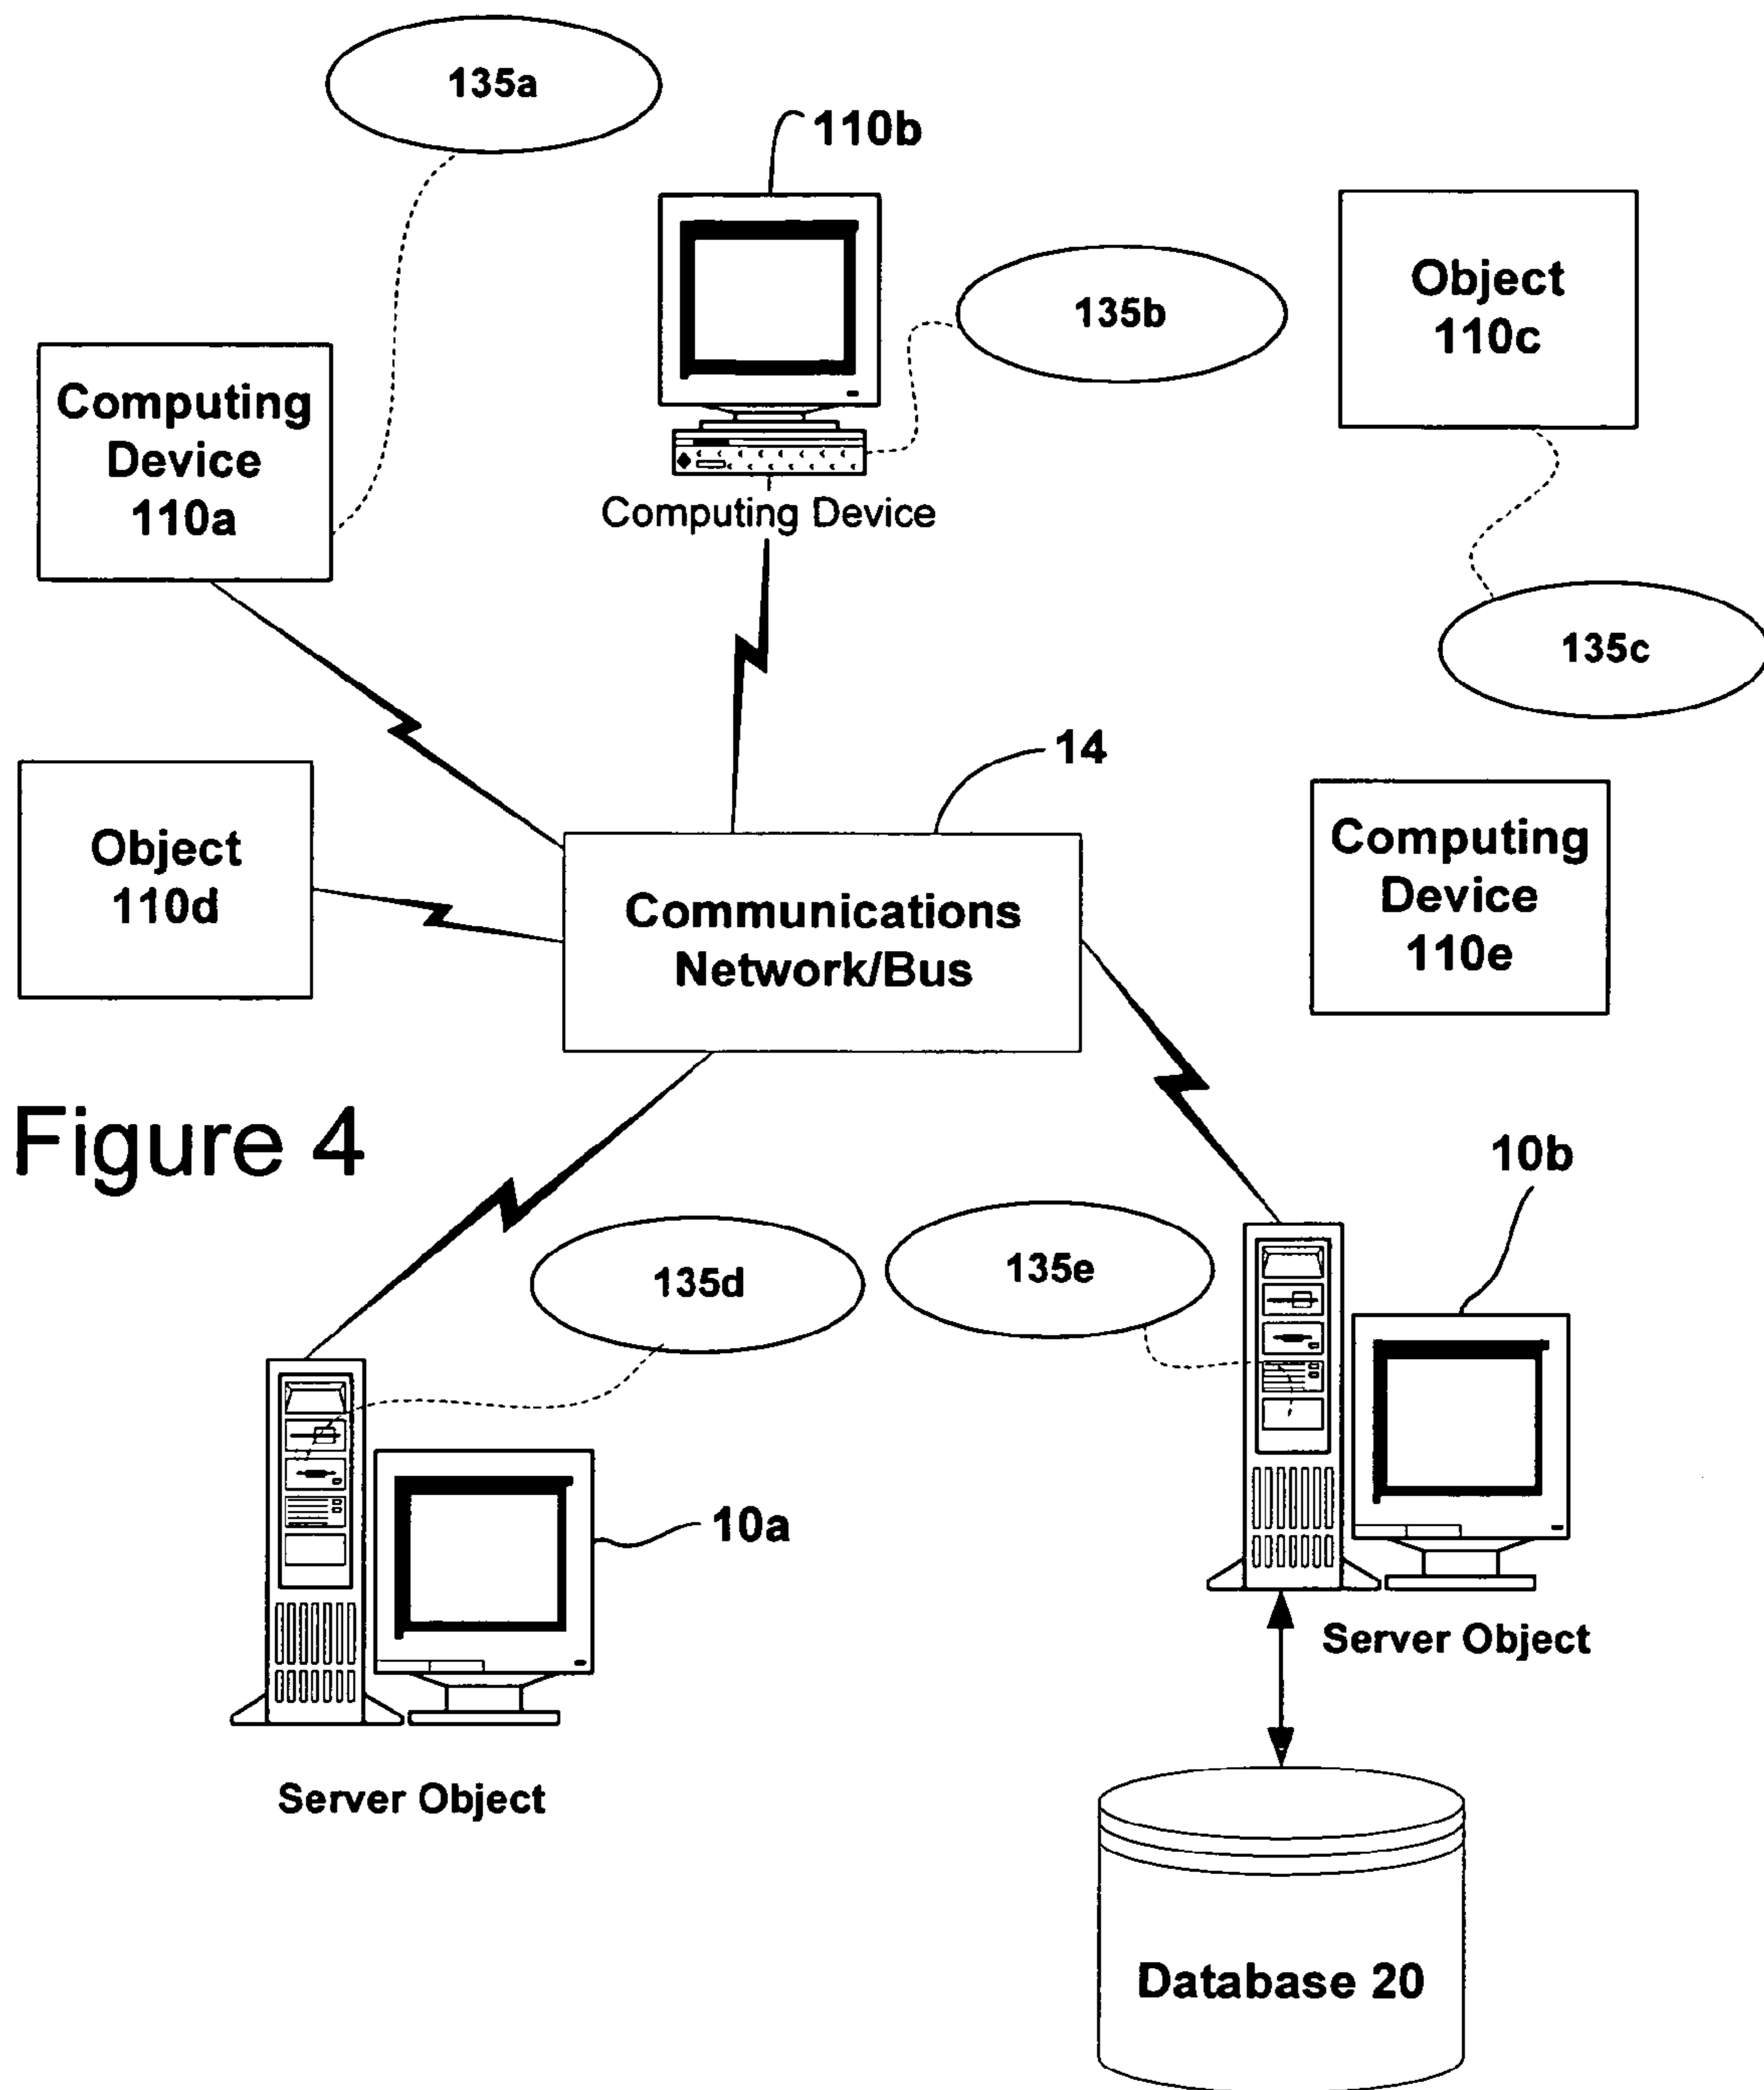 135a
110b
135b
Object
110c
Computing
Device
110a
Computing Device
135c
14
Object
110d
Communications
Network/Bus
Computing
Device
110e
Figure 4
10b
135d
135e
10a
Server Object
Server Object
Database 20